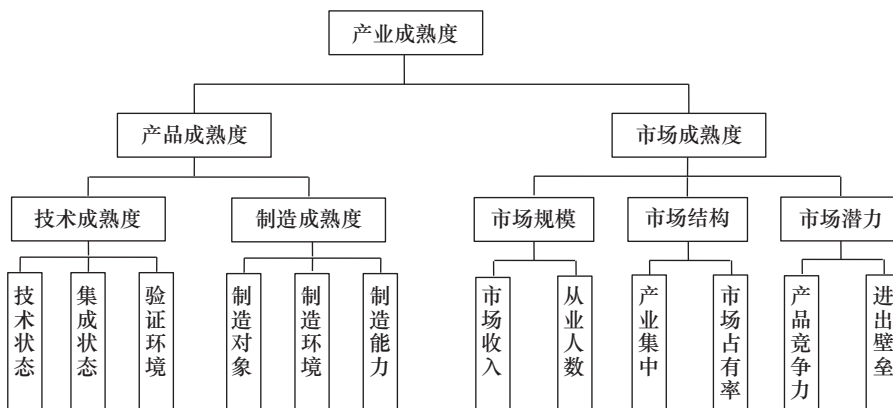 产业成熟度
产品成熟度
市场成熟度
技术成熟度
制造成熟度
市场规模
市场结构
市场潜力
技术状态
集成状态
验证环境
制造对象
制造环境
制造能力
市场收入
从业人数
产业集中
市场占有率
产品竞争力
进出壁垒